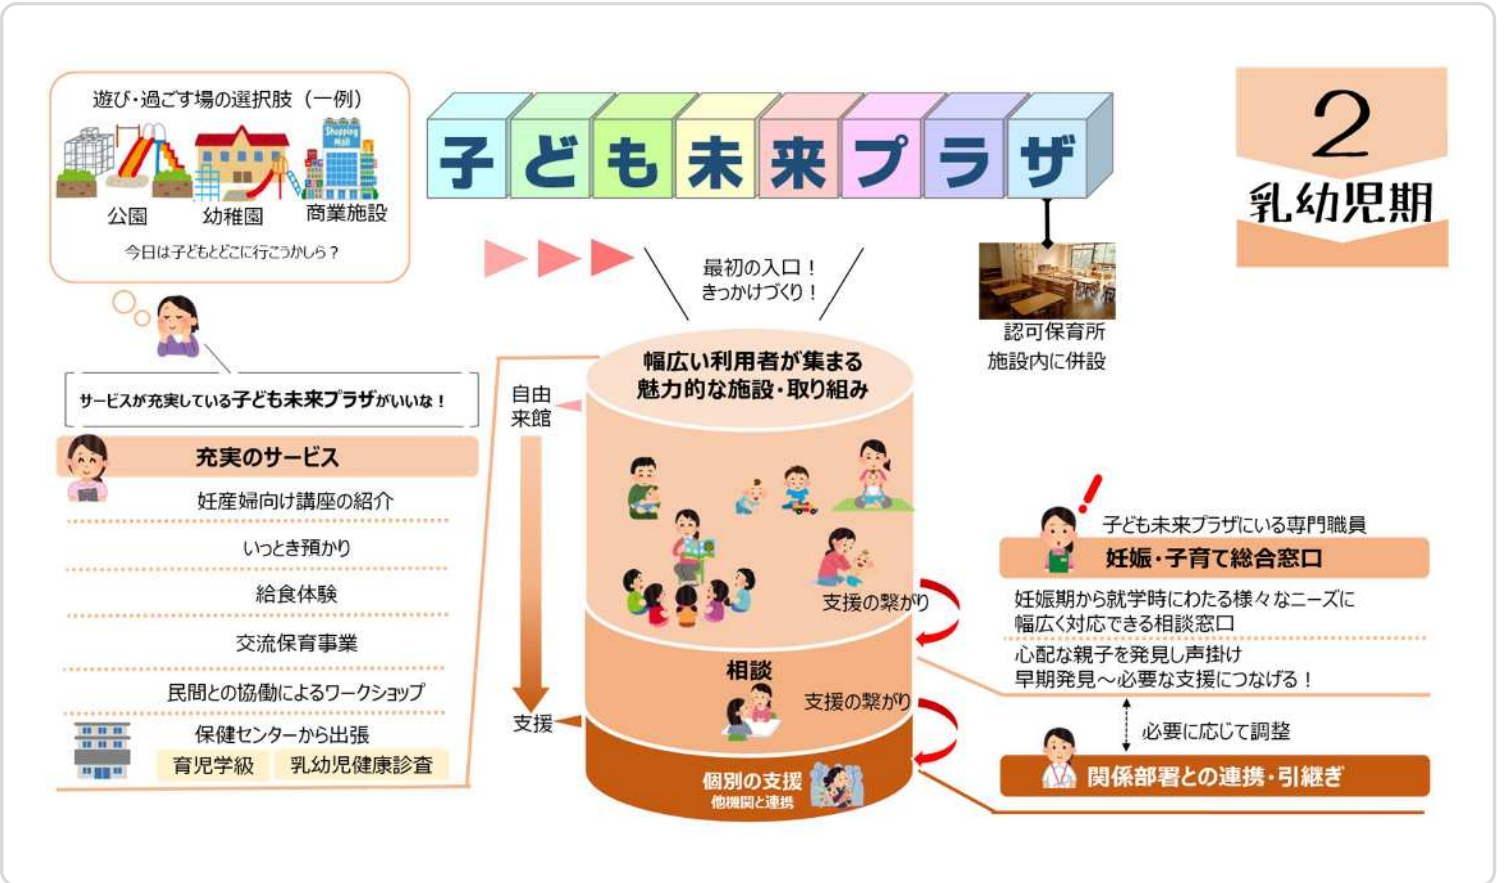 遊び・過ごす場の選択肢（一例）
Shopping
Mall
公園
幼稚園
商業施設
今日は子どもとどこに行こうかしら？
サービスが充実している子ども未来プラザがいいな！
子ども未来プラザ
2
乳幼児期
最初の入口！
きっかけづくり！
認可保育所
施設内に併設
充実のサービス
妊産婦向け講座の紹介
いっとき預かり
給食体験
交流保育事業
民間との協働によるワークショップ
保健センターから出張
育児学級
乳幼児健康診査
自由
来館
支援
幅広い利用者が集まる
魅力的な施設・取り組み
支援の繋がり
相談
支援の繋がり
個別の支援
他機関と連携
子ども未来プラザにいる専門職員
妊娠・子育て総合窓口
妊娠期から就学時にわたる様々なニーズに
幅広く対応できる相談窓口
心配な親子を発見し声掛け
早期発見～必要な支援につなげる！
必要に応じて調整
関係部署との連携・引継ぎ